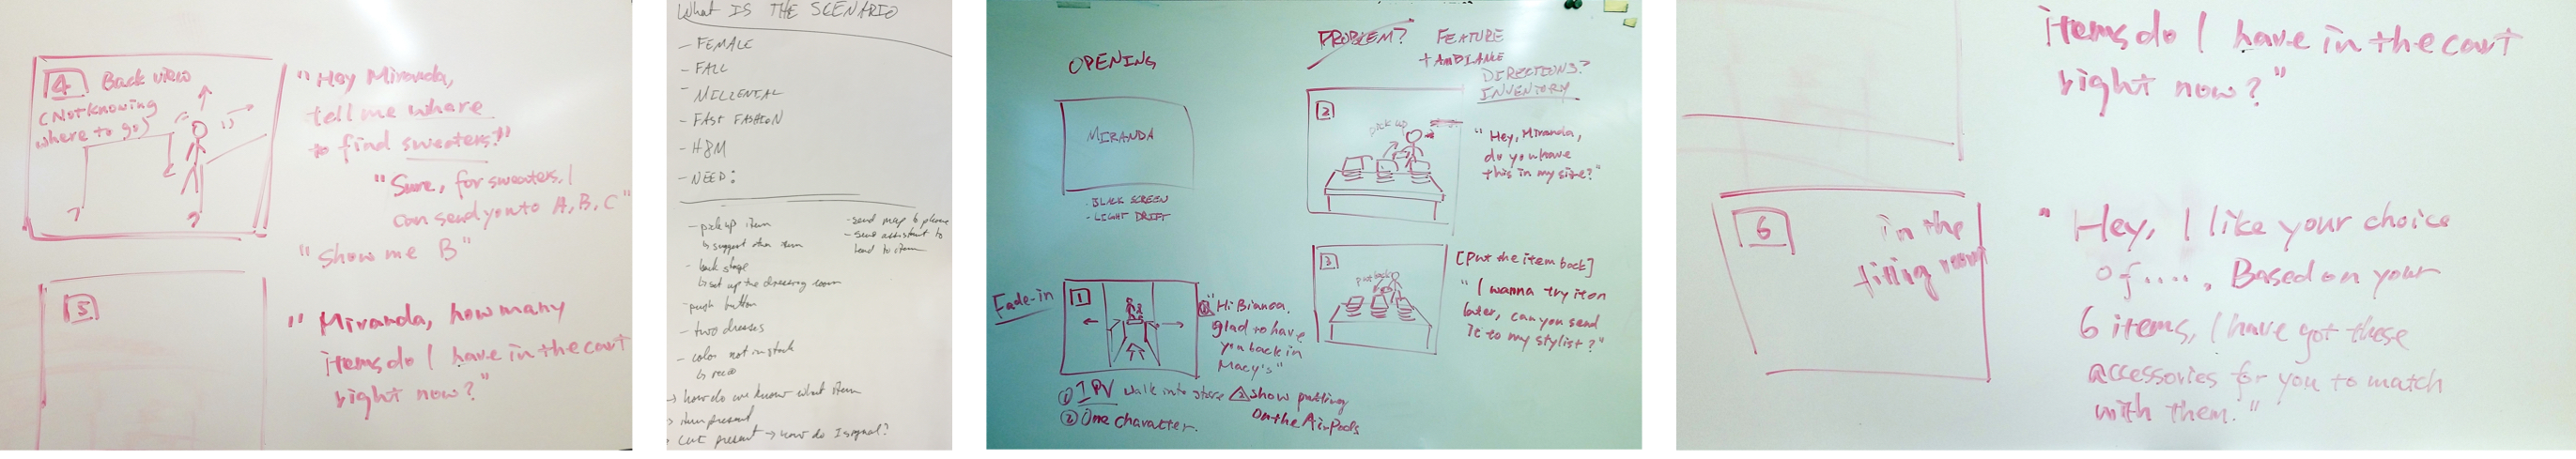 4 Back view
(Not knowing
where to go)
"Hey Miranda,
tell me where
to find sweaters?"
"Sure, for sweaters, I
can send you to A, B, C"
"Show me B"
5
"Miranda, how many
items do I have in the cart
right now?"
What IS THE SCENARIO
- FEMALE
- FALL
- MILLENIAL
- FAST FASHION
- H&M
- NEED:
- pick up item
↳ suggest other item
- back stage
↳ set up the dressing room
- push button
- two dresses
- color not in stock
↳
- send map to phone
- send assistant to
lead to item
→ how do we know what item
→ item present
→ cut present → how do I signal?
OPENING
MIRANDA
- BLACK SCREEN
- LIGHT DRIFT
Fade-in
1
"Hi Bianca,
glad to have
you back in
Macy's"
① 1 PV walk into store △ show putting
on the AirPods
② One character.
PROBLEM? FEATURE
+ AMBIANCE
DIRECTIONS?
INVENTORY
2
pick up
"Hey, Miranda,
do you have
this in my size?"
3
put back
[Put the item back]
"I wanna try it on
later, can you send
it to my stylist?"
items do I have in the cart
right now?"
6
in the
fitting room
"Hey, I like your choice
of...., Based on your
6 items, I have got these
accessories for you to match
with them."